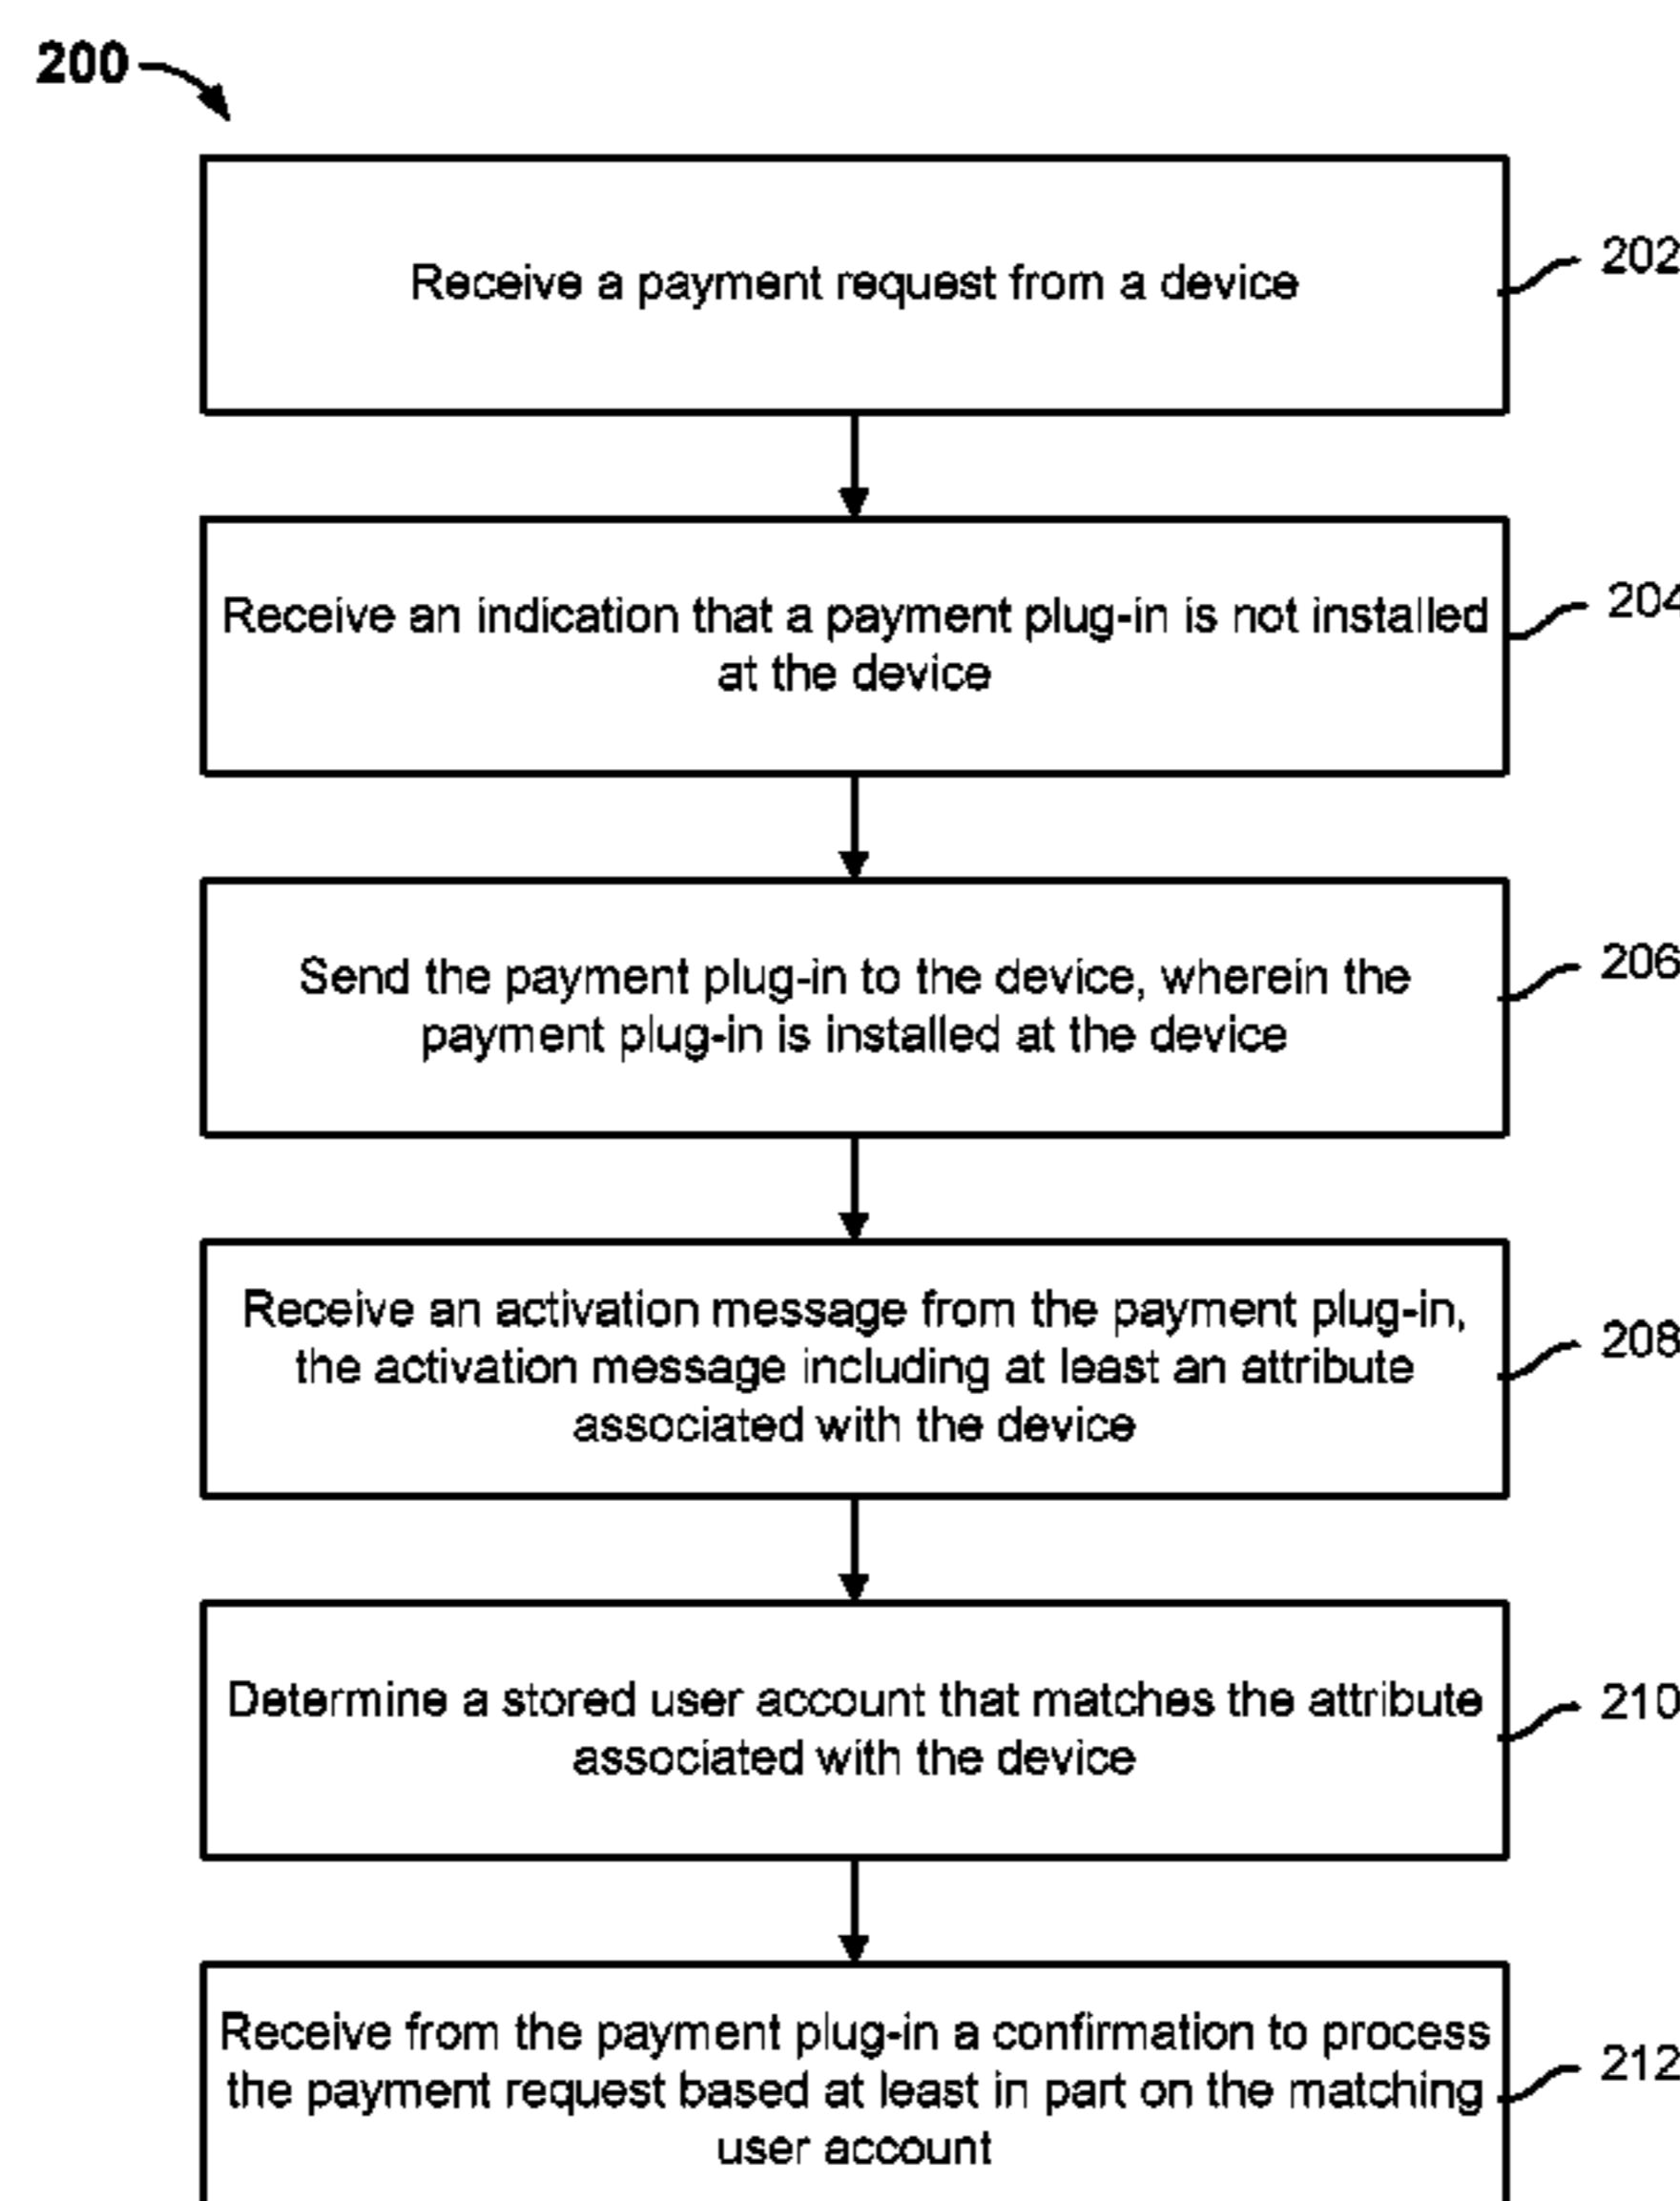 200
Receive a payment request from a device
202
Receive an indication that a payment plug-in is not installed
at the device
204
Send the payment plug-in to the device, wherein the
payment plug-in is installed at the device
206
Receive an activation message from the payment plug-in,
the activation message including at least an attribute
associated with the device
208
Determine a stored user account that matches the attribute
associated with the device
210
Receive from the payment plug-in a confirmation to process
the payment request based at least in part on the matching
user account
212